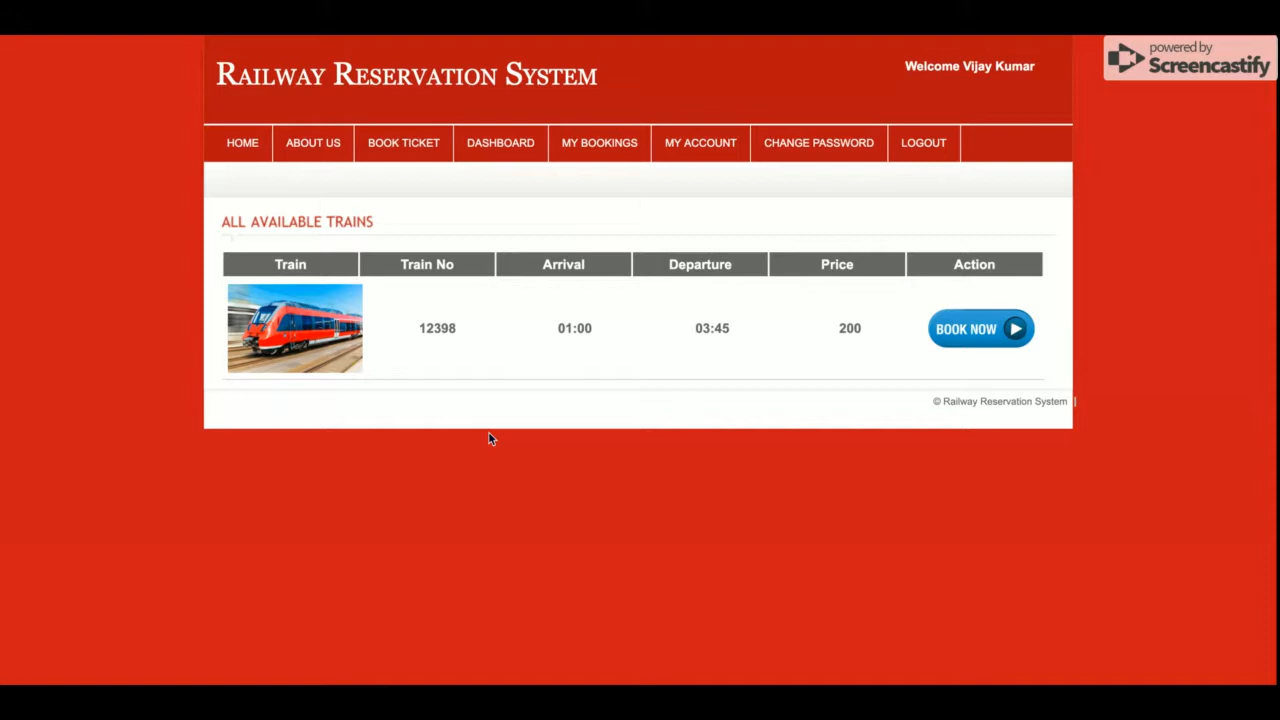 powered by
Screencastify
RAILWAY RESERVATION SYSTEM
Welcome Vijay Kumar
HOME ABOUT US BOOK TICKET DASHBOARD MY BOOKINGS MY ACCOUNT CHANGE PASSWORD LOGOUT
ALL AVAILABLE TRAINS
Train Train No Arrival Departure Price Action
12398 01:00 03:45 200 BOOK NOW
© Railway Reservation System